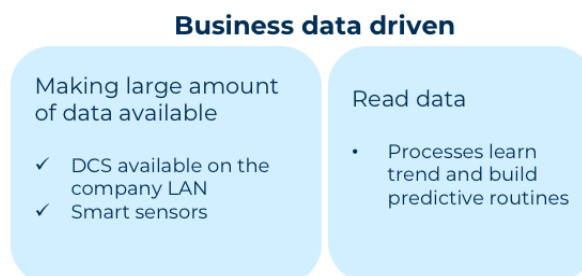 Business data driven
Making large amount
of data available
✓ DCS available on the
company LAN
✓ Smart sensors
Read data
• Processes learn
trend and build
predictive routines